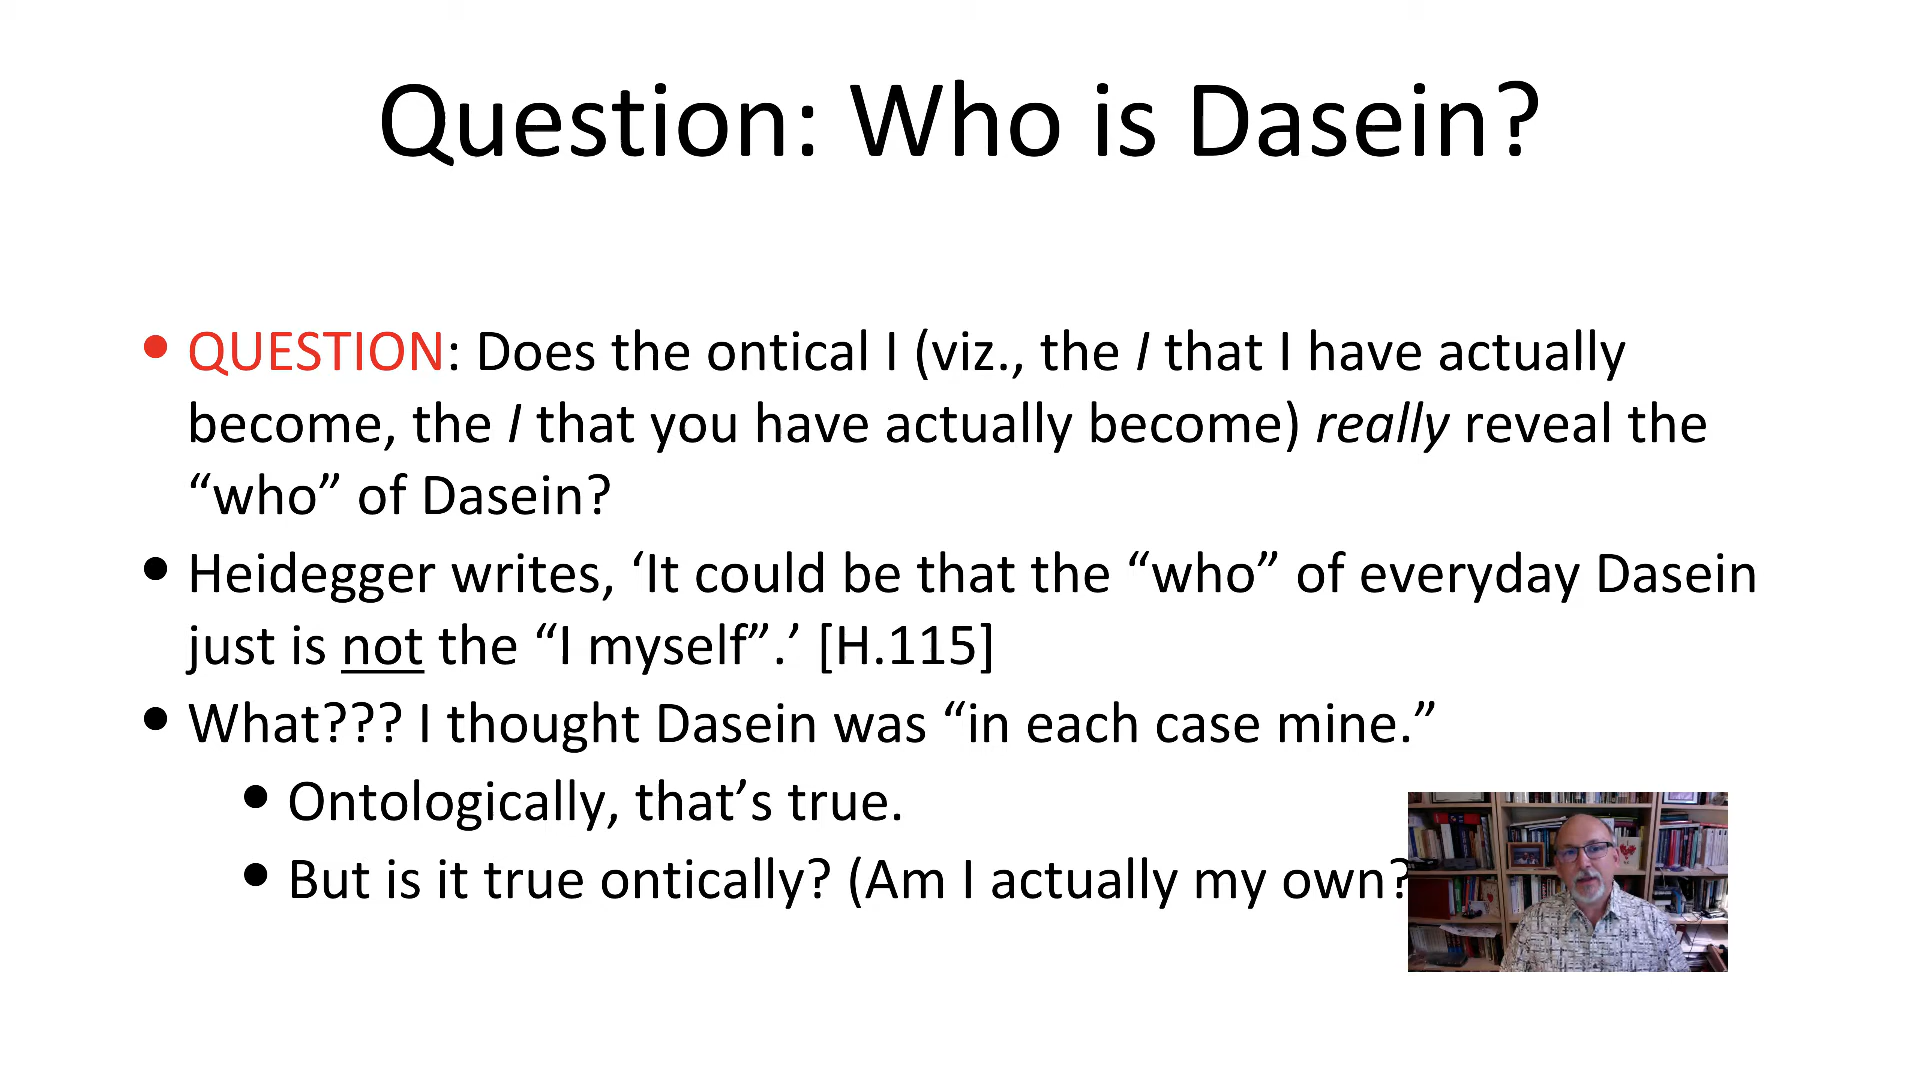 Question: Who is Dasein?
• QUESTION: Does the ontical I (viz., the I that I have actually
become, the I that you have actually become) really reveal the
“who” of Dasein?
• Heidegger writes, ‘It could be that the “who” of everyday Dasein
just is not the “I myself”.’ [H.115]
• What??? I thought Dasein was “in each case mine.”
• Ontologically, that’s true.
• But is it true ontically? (Am I actually my own?